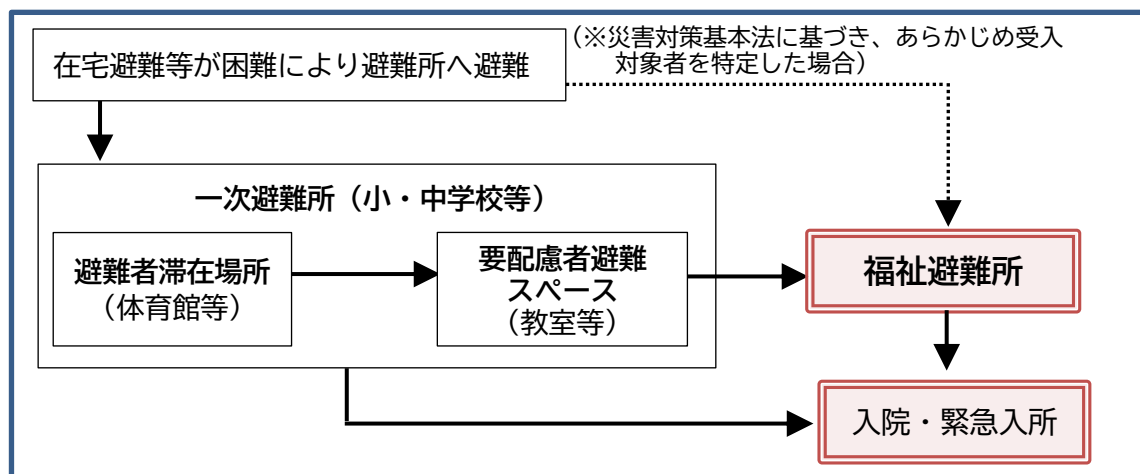 在宅避難等が困難により避難所へ避難
（※災害対策基本法に基づき、あらかじめ受入
対象者を特定した場合）
一次避難所（小・中学校等）
避難者滞在場所
（体育館等）
要配慮者避難
スペース
（教室等）
福祉避難所
入院・緊急入所